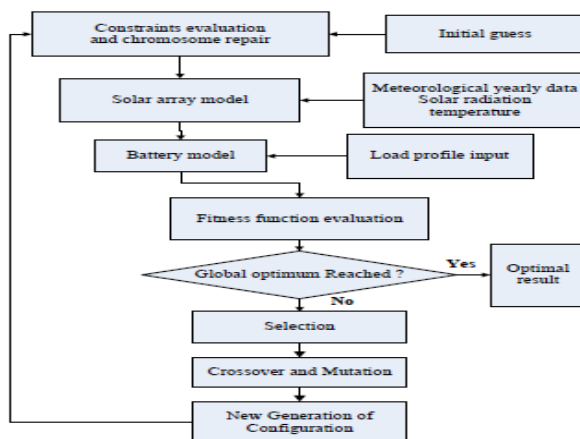 Constraints evaluation
and chromosome repair
Initial guess
Solar array model
Meteorological yearly data
Solar radiation
temperature
Battery model
Load profile input
Fitness function evaluation
Global optimum Reached ?
Yes
Optimal
result
No
Selection
Crossover and Mutation
New Generation of
Configuration